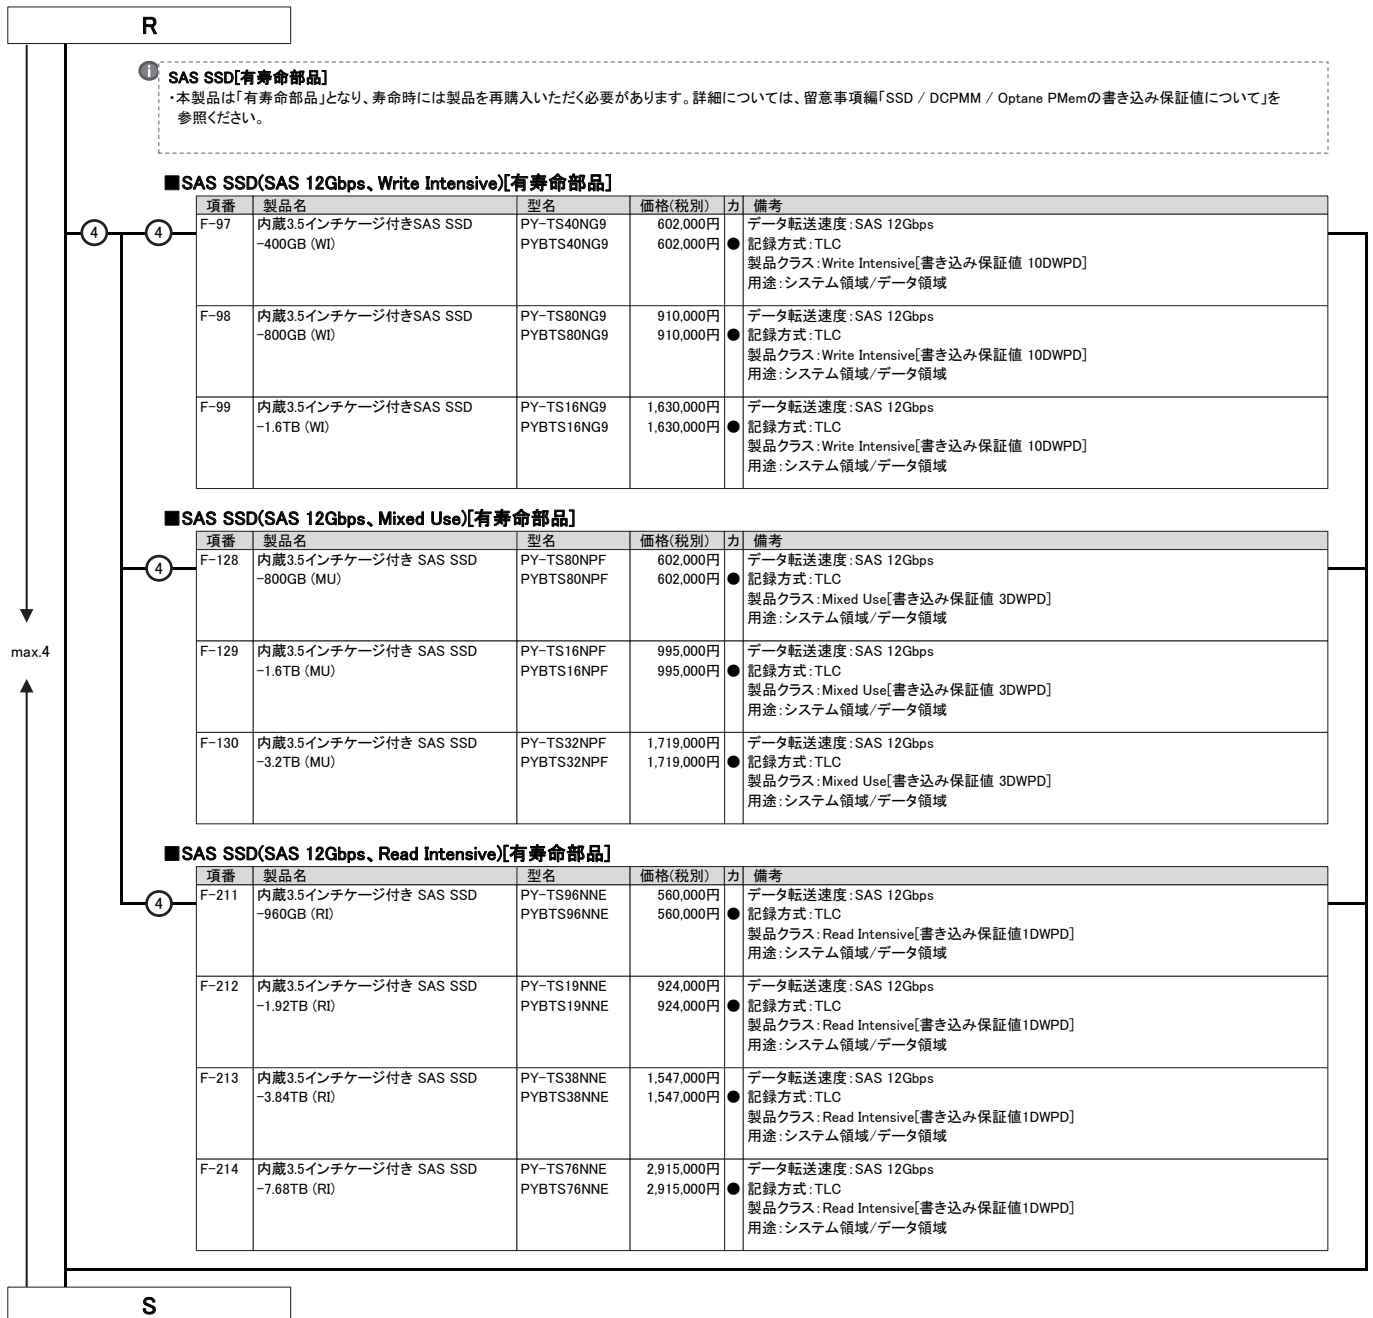 R
i
SAS SSD[有寿命部品]
・本製品は「有寿命部品」となり、寿命時には製品を再購入いただく必要があります。詳細については、留意事項編「SSD / DCPMM / Optane PMemの書き込み保証値について」を
参照ください。
■SAS SSD(SAS 12Gbps、Write Intensive)[有寿命部品]
項番 製品名 型名 価格(税別) カ 備考
4 4 F-97 内蔵3.5インチケージ付きSAS SSD PY-TS40NG9 602,000円 データ転送速度:SAS 12Gbps
-400GB (WI) PYBTS40NG9 602,000円 ● 記録方式:TLC
製品クラス:Write Intensive[書き込み保証値 10DWPD]
用途:システム領域/データ領域
F-98 内蔵3.5インチケージ付きSAS SSD PY-TS80NG9 910,000円 データ転送速度:SAS 12Gbps
-800GB (WI) PYBTS80NG9 910,000円 ● 記録方式:TLC
製品クラス:Write Intensive[書き込み保証値 10DWPD]
用途:システム領域/データ領域
F-99 内蔵3.5インチケージ付きSAS SSD PY-TS16NG9 1,630,000円 データ転送速度:SAS 12Gbps
-1.6TB (WI) PYBTS16NG9 1,630,000円 ● 記録方式:TLC
製品クラス:Write Intensive[書き込み保証値 10DWPD]
用途:システム領域/データ領域
■SAS SSD(SAS 12Gbps、Mixed Use)[有寿命部品]
項番 製品名 型名 価格(税別) カ 備考
4 F-128 内蔵3.5インチケージ付き SAS SSD PY-TS80NPF 602,000円 データ転送速度:SAS 12Gbps
-800GB (MU) PYBTS80NPF 602,000円 ● 記録方式:TLC
製品クラス:Mixed Use[書き込み保証値 3DWPD]
用途:システム領域/データ領域
max.4
F-129 内蔵3.5インチケージ付き SAS SSD PY-TS16NPF 995,000円 データ転送速度:SAS 12Gbps
-1.6TB (MU) PYBTS16NPF 995,000円 ● 記録方式:TLC
製品クラス:Mixed Use[書き込み保証値 3DWPD]
用途:システム領域/データ領域
F-130 内蔵3.5インチケージ付き SAS SSD PY-TS32NPF 1,719,000円 データ転送速度:SAS 12Gbps
-3.2TB (MU) PYBTS32NPF 1,719,000円 ● 記録方式:TLC
製品クラス:Mixed Use[書き込み保証値 3DWPD]
用途:システム領域/データ領域
■SAS SSD(SAS 12Gbps、Read Intensive)[有寿命部品]
項番 製品名 型名 価格(税別) カ 備考
4 F-211 内蔵3.5インチケージ付き SAS SSD PY-TS96NNE 560,000円 データ転送速度:SAS 12Gbps
-960GB (RI) PYBTS96NNE 560,000円 ● 記録方式:TLC
製品クラス:Read Intensive[書き込み保証値1DWPD]
用途:システム領域/データ領域
F-212 内蔵3.5インチケージ付き SAS SSD PY-TS19NNE 924,000円 データ転送速度:SAS 12Gbps
-1.92TB (RI) PYBTS19NNE 924,000円 ● 記録方式:TLC
製品クラス:Read Intensive[書き込み保証値1DWPD]
用途:システム領域/データ領域
F-213 内蔵3.5インチケージ付き SAS SSD PY-TS38NNE 1,547,000円 データ転送速度:SAS 12Gbps
-3.84TB (RI) PYBTS38NNE 1,547,000円 ● 記録方式:TLC
製品クラス:Read Intensive[書き込み保証値1DWPD]
用途:システム領域/データ領域
F-214 内蔵3.5インチケージ付き SAS SSD PY-TS76NNE 2,915,000円 データ転送速度:SAS 12Gbps
-7.68TB (RI) PYBTS76NNE 2,915,000円 ● 記録方式:TLC
製品クラス:Read Intensive[書き込み保証値1DWPD]
用途:システム領域/データ領域
S